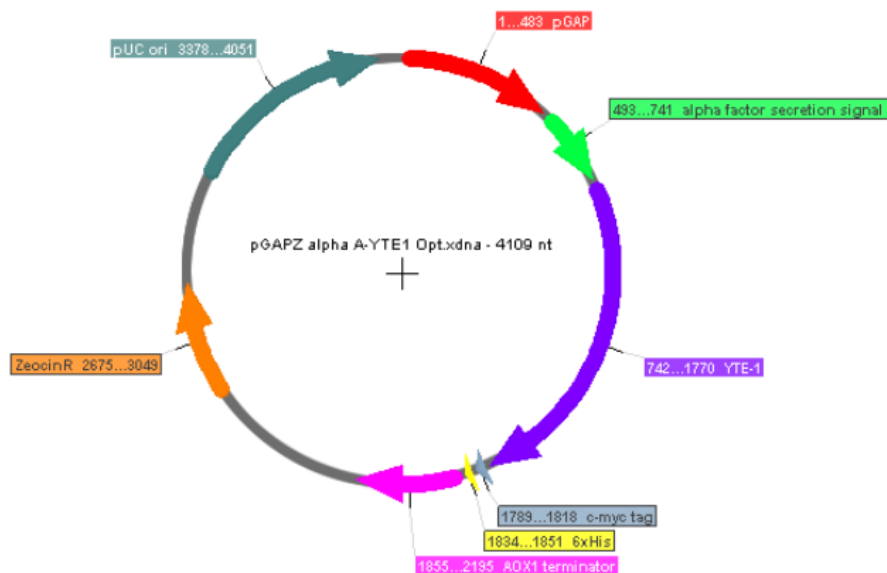 1...483 pGAP
pUC ori 3378...4051
493...741 alpha factor secretion signal
pGAPZ alpha A-YTE1 Opt.xdna - 4109 nt
ZeocinR 2675...3049
742...1770 YTE-1
1789...1818 c-myc tag
1834...1851 6xHis
1855...2195 AOX1 terminator